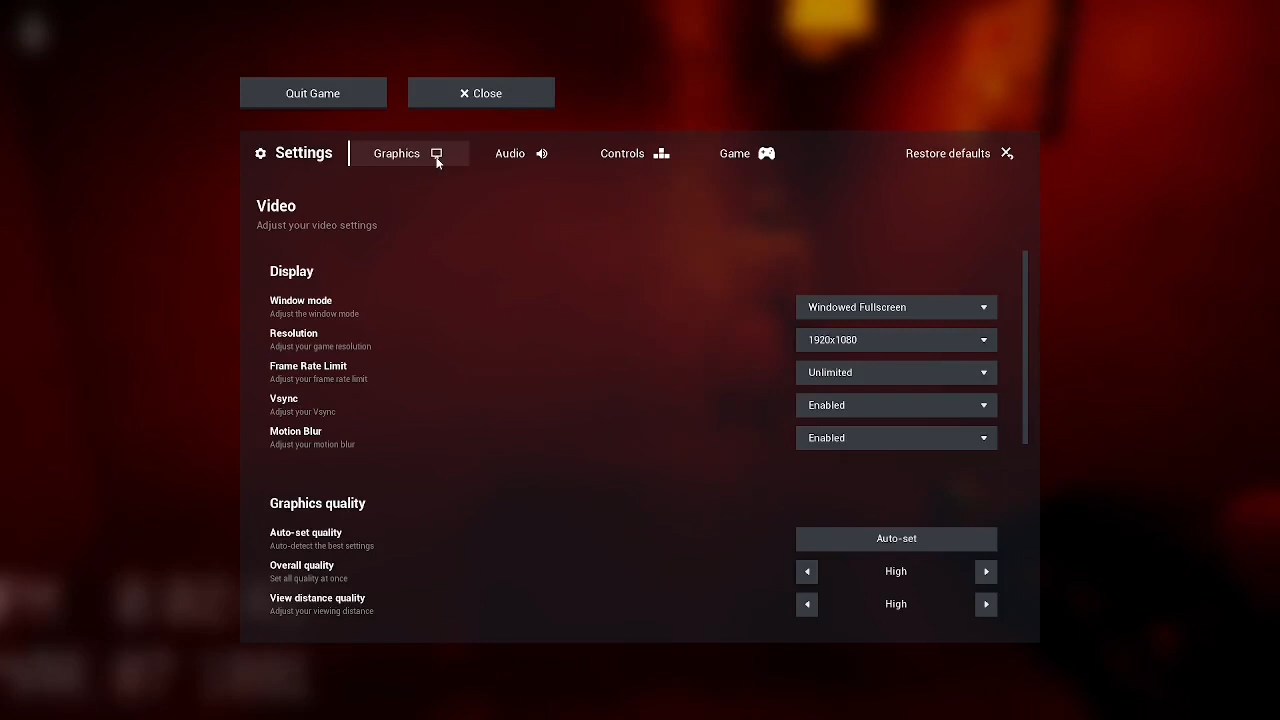 Quit Game
Close
Settings
Graphics
Audio
Controls
Game
Restore defaults
Video
Adjust your video settings
Display
Window mode
Adjust the window mode
Windowed Fullscreen
Resolution
Adjust your game resolution
1920x1080
Frame Rate Limit
Adjust your frame rate limit
Unlimited
Vsync
Adjust your Vsync
Enabled
Motion Blur
Adjust your motion blur
Enabled
Graphics quality
Auto-set quality
Auto-detect the best settings
Auto-set
Overall quality
Set all quality at once
High
View distance quality
Adjust your viewing distance
High